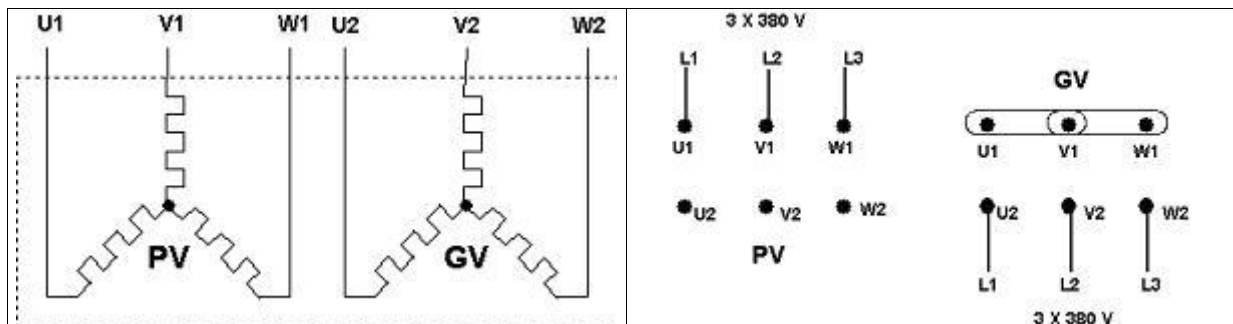 U1 V1 W1 U2 V2 W2
PV GV
3 X 380 V
L1 L2 L3
U1 V1 W1
U2 V2 W2
PV
GV
U1 V1 W1
U2 V2 W2
L1 L2 L3
3 X 380 V